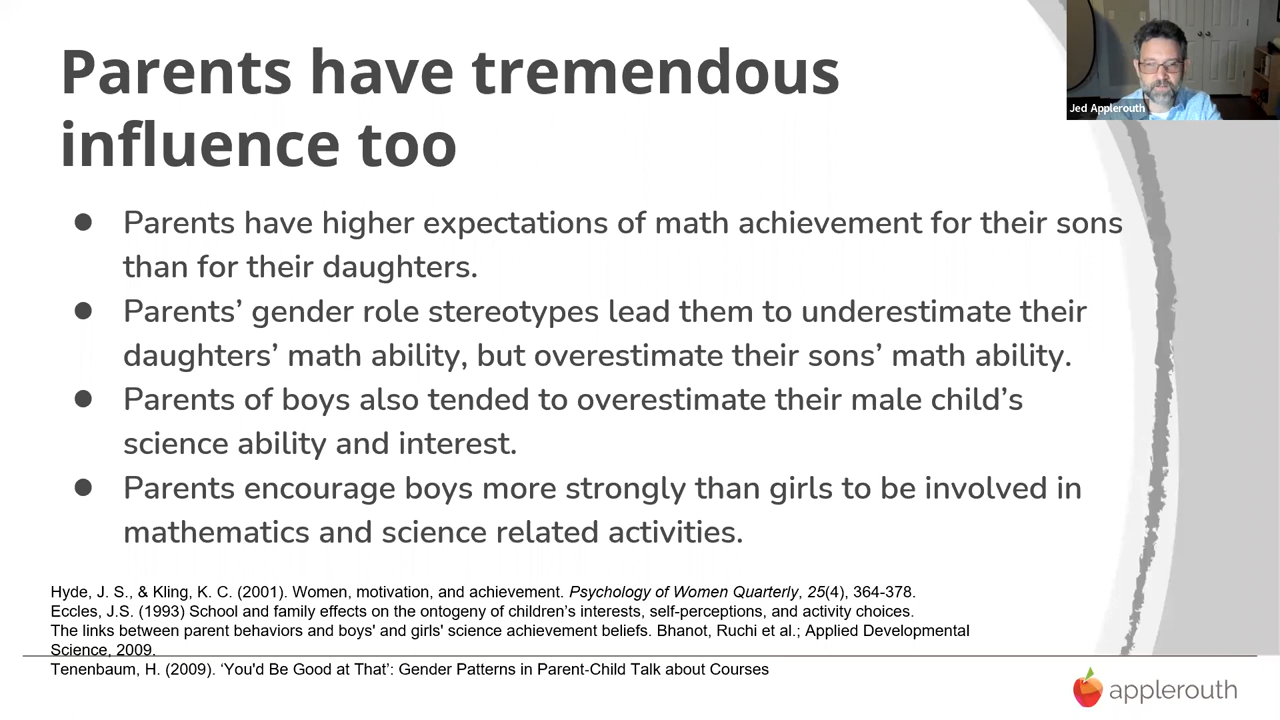 Parents have tremendous
influence too
Jed Applerouth
● Parents have higher expectations of math achievement for their sons
than for their daughters.
● Parents’ gender role stereotypes lead them to underestimate their
daughters’ math ability, but overestimate their sons’ math ability.
● Parents of boys also tended to overestimate their male child’s
science ability and interest.
● Parents encourage boys more strongly than girls to be involved in
mathematics and science related activities.
Hyde, J. S., & Kling, K. C. (2001). Women, motivation, and achievement. Psychology of Women Quarterly, 25(4), 364-378.
Eccles, J.S. (1993) School and family effects on the ontogeny of children’s interests, self-perceptions, and activity choices.
The links between parent behaviors and boys' and girls' science achievement beliefs. Bhanot, Ruchi et al.; Applied Developmental
Science, 2009.
Tenenbaum, H. (2009). ‘You'd Be Good at That’: Gender Patterns in Parent-Child Talk about Courses
applerouth